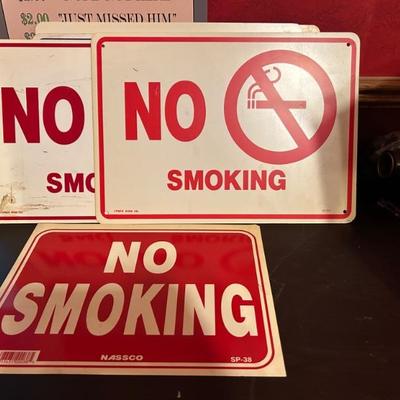 $2.00 "JUST MISSED HIM"
NO
SMO
NO
SMOKING
NO
SMOKING
NASSCO
SP-38